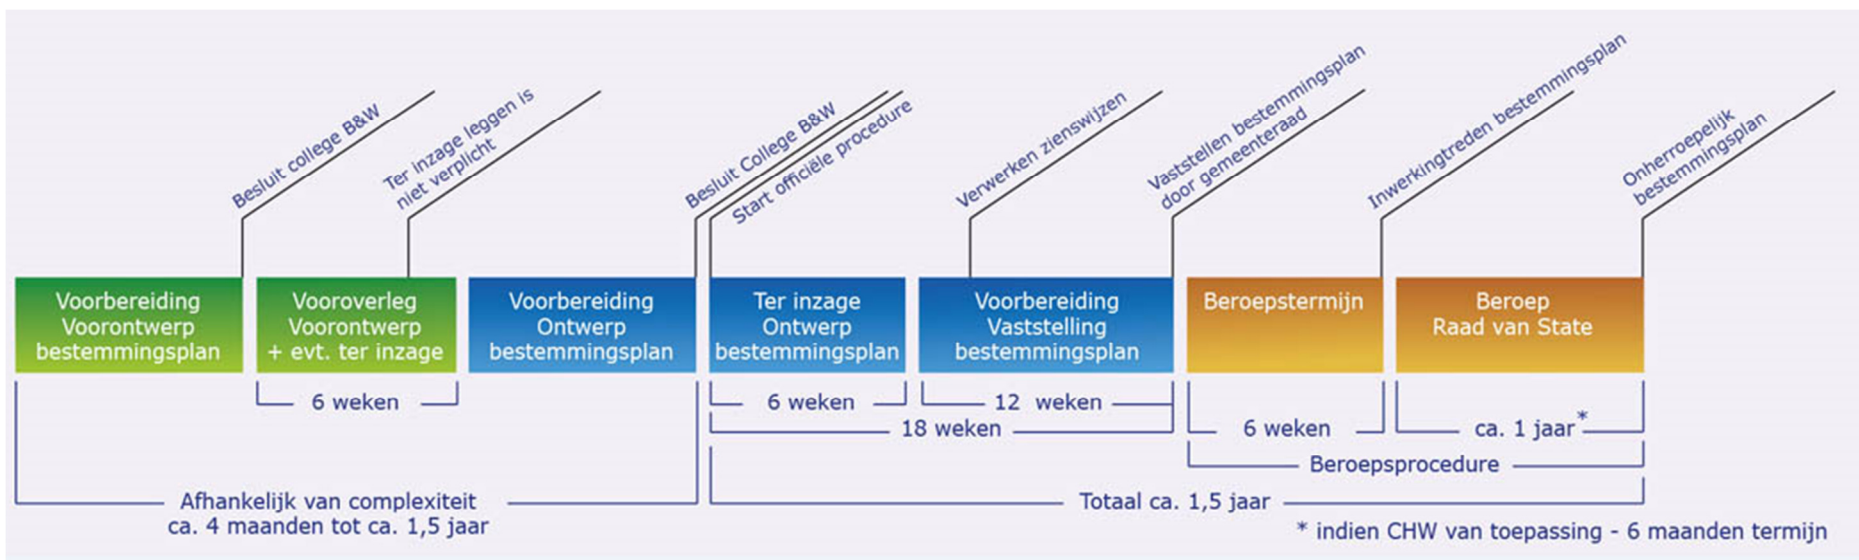 Besluit college B&W
Ter inzage leggen is
niet verplicht
Besluit College B&W
Start officiële procedure
Verwerken zienswijzen
Vaststellen bestemmingsplan
door gemeenteraad
Inwerkingtreden bestemmingsplan
Onherroepelijk
bestemmingsplan
Voorbereiding
Voorontwerp
bestemmingsplan
Vooroverleg
Voorontwerp
+ evt. ter inzage
Voorbereiding
Ontwerp
bestemmingsplan
Ter inzage
Ontwerp
bestemmingsplan
Voorbereiding
Vaststelling
bestemmingsplan
Beroepstermijn
Beroep
Raad van State
6 weken
6 weken
12 weken
18 weken
6 weken
ca. 1 jaar*
Beroepsprocedure
Afhankelijk van complexiteit
ca. 4 maanden tot ca. 1,5 jaar
Totaal ca. 1,5 jaar
* indien CHW van toepassing - 6 maanden termijn